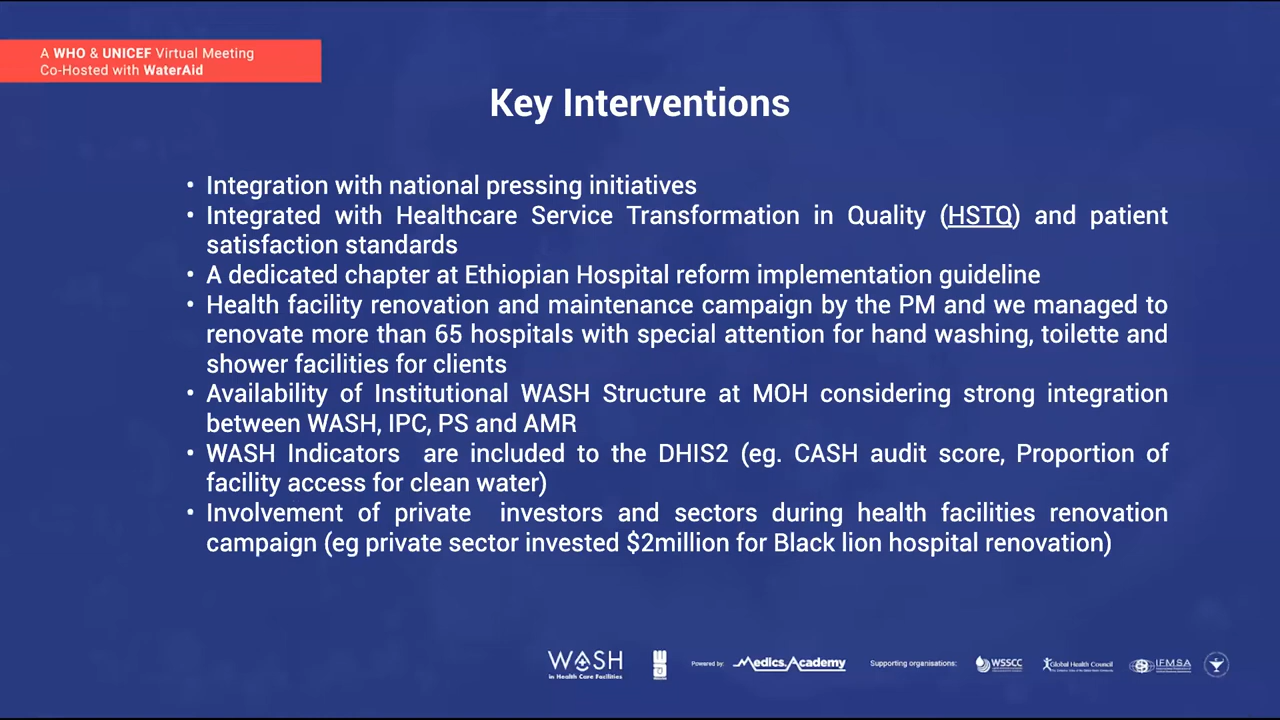 A WHO & UNICEF Virtual Meeting
Co-Hosted with WaterAid
Key Interventions
• Integration with national pressing initiatives
• Integrated with Healthcare Service Transformation in Quality (HSTQ) and patient
satisfaction standards
• A dedicated chapter at Ethiopian Hospital reform implementation guideline
• Health facility renovation and maintenance campaign by the PM and we managed to
renovate more than 65 hospitals with special attention for hand washing, toilette and
shower facilities for clients
• Availability of Institutional WASH Structure at MOH considering strong integration
between WASH, IPC, PS and AMR
• WASH Indicators are included to the DHIS2 (eg. CASH audit score, Proportion of
facility access for clean water)
• Involvement of private investors and sectors during health facilities renovation
campaign (eg private sector invested $2million for Black lion hospital renovation)
WASH
in Health Care Facilities
Powered by:
Medics.Academy
Supporting organisations:
WSSCC
Global Health Council
IFMSA